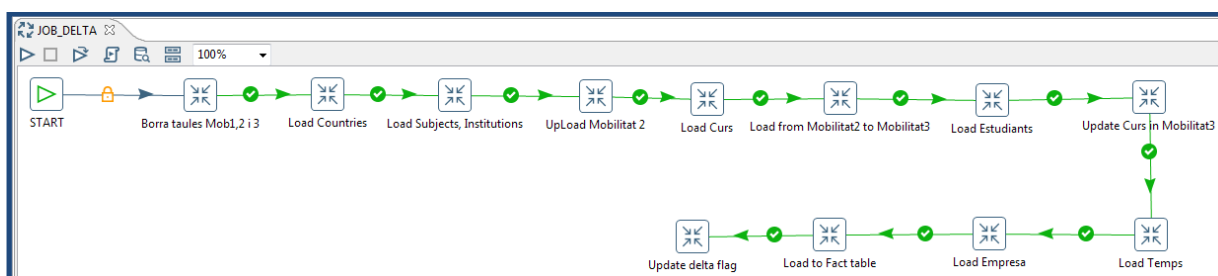 JOB_DELTA
100%
START
Borra taules Mob1,2 i 3
Load Countries
Load Subjects, Institutions
UpLoad Mobilitat 2
Load Curs
Load from Mobilitat2 to Mobilitat3
Load Estudiants
Update Curs in Mobilitat3
Update delta flag
Load to Fact table
Load Empresa
Load Temps